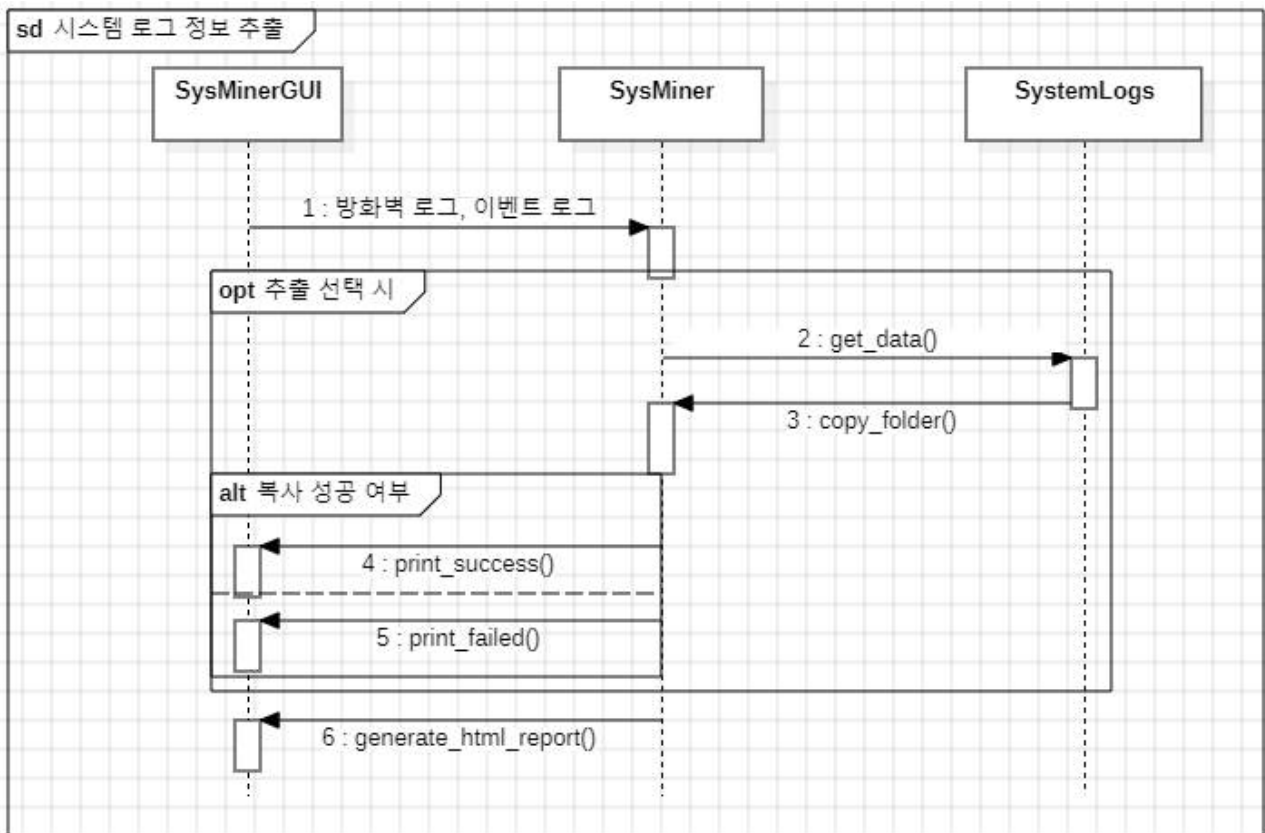 sd 시스템 로그 정보 추출
SysMinerGUI
SysMiner
SystemLogs
1 : 방화벽 로그, 이벤트 로그
opt 추출 선택 시
2 : get_data()
3 : copy_folder()
alt 복사 성공 여부
4 : print_success()
5 : print_failed()
6 : generate_html_report()